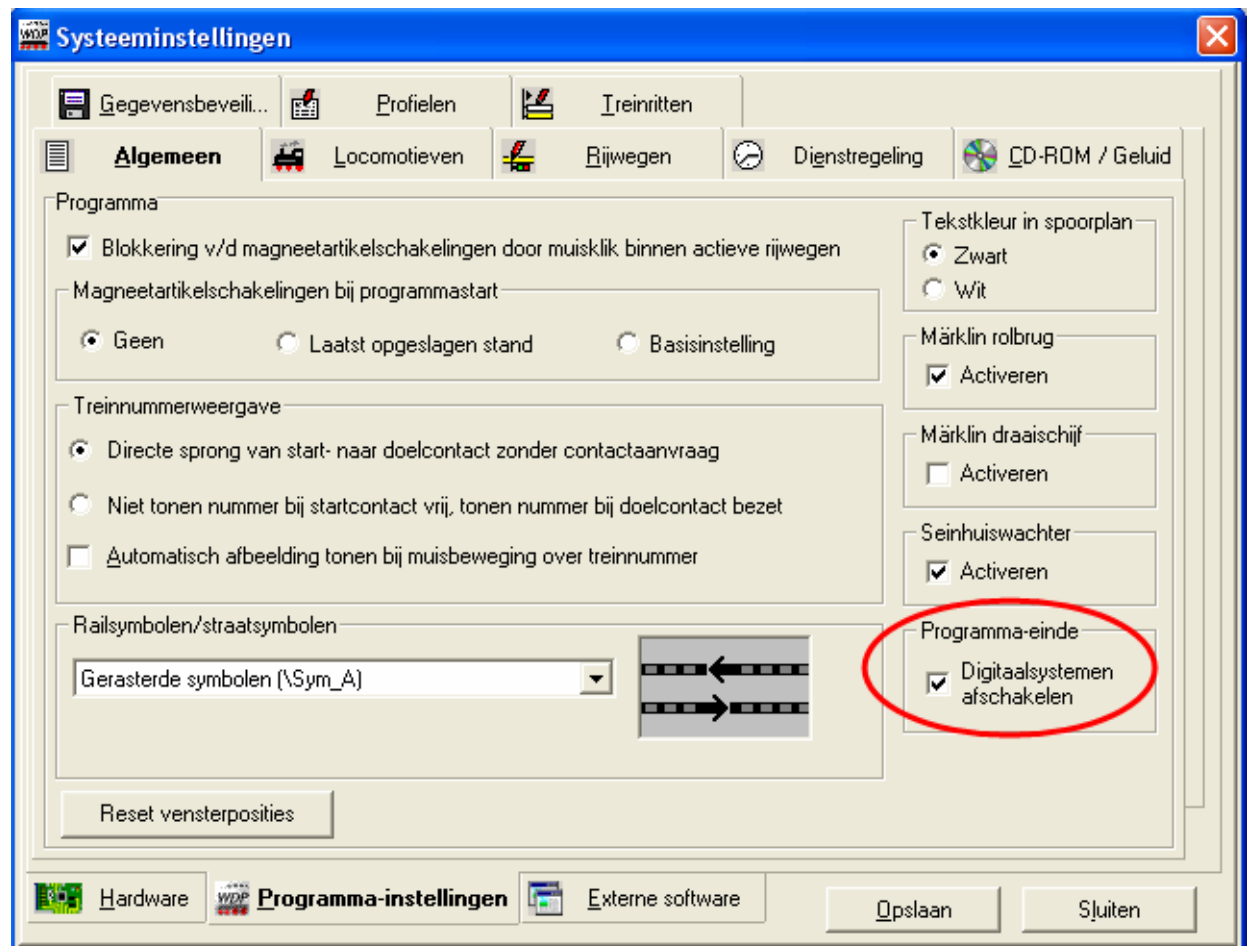 WDP Systeeminstellingen
Gegevensbeveili...
Profielen
Treinritten
Algemeen
Locomotieven
Rijwegen
Dienstregeling
CD-ROM / Geluid
Programma
Blokkering v/d magneetartikelschakelingen door muisklik binnen actieve rijwegen
Magneetartikelschakelingen bij programmastart
Geen
Laatst opgeslagen stand
Basisinstelling
Treinnummerweergave
Directe sprong van start- naar doelcontact zonder contactaanvraag
Niet tonen nummer bij startcontact vrij, tonen nummer bij doelcontact bezet
Automatisch afbeelding tonen bij muisbeweging over treinnummer
Railsymbolen/straatsymbolen
Gerasterde symbolen (\Sym_A)
Reset vensterposities
Tekstkleur in spoorplan
Zwart
Wit
Märklin rolbrug
Activeren
Märklin draaischijf
Activeren
Seinhuiswachter
Activeren
Programma-einde
Digitaalsystemen
afschakelen
Hardware
WDP Programma-instellingen
Externe software
Opslaan
Sluiten